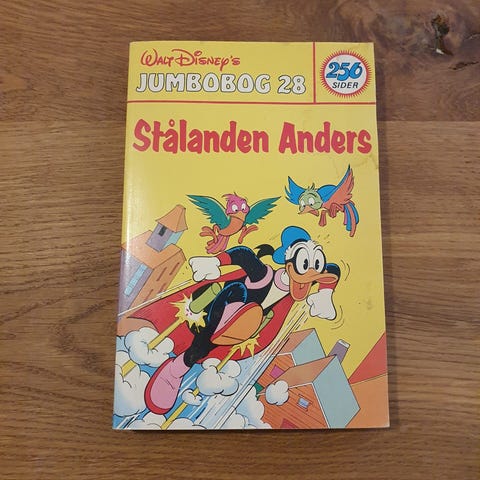 Walt Disney's
JUMBOBOG 28
256
SIDER
Stålanden Anders